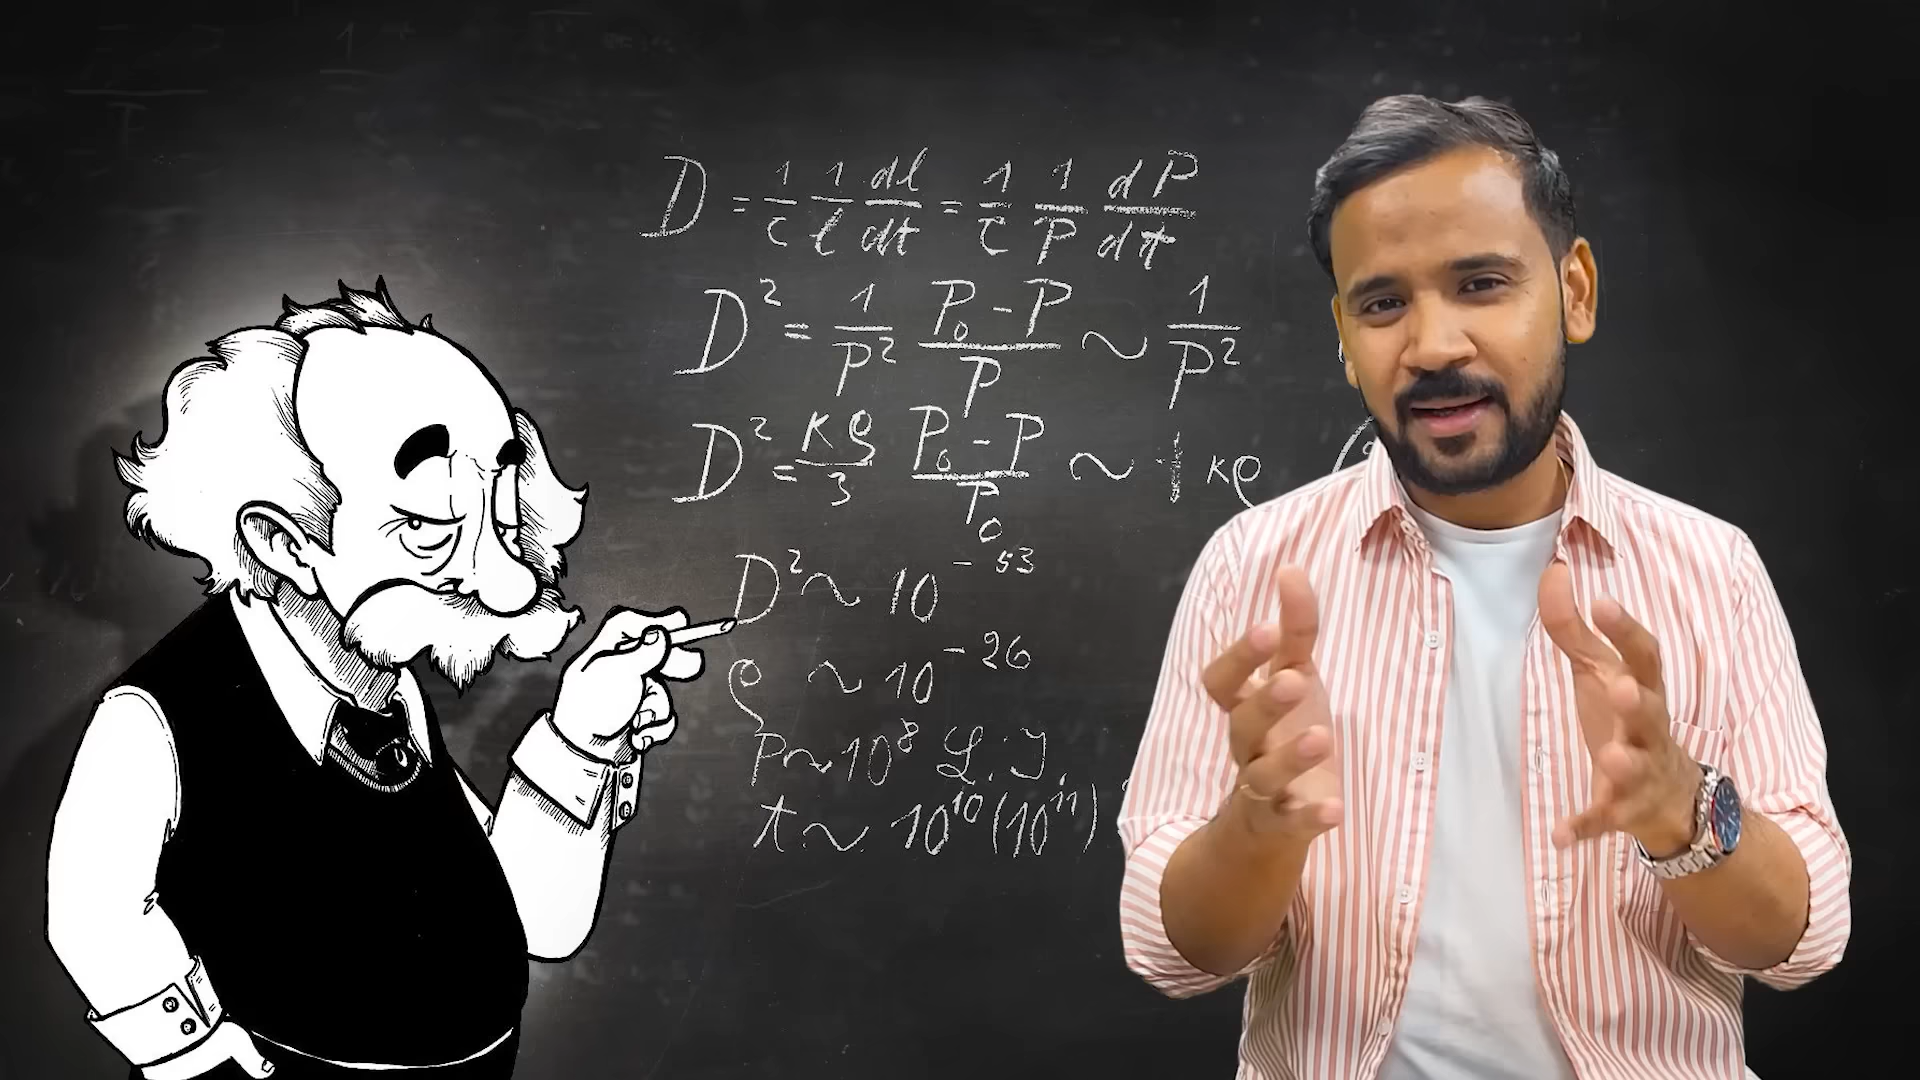 D = 1/c 1/l dl/dt = 1/c 1/P dP/dt
D² = 1/P² P₀-P/P ~ 1/P²
D² = κρ/3 P₀-P/P₀ ~ κρ
D² ~ 10⁻⁵³
ρ ~ 10⁻²⁶
P ~ 10⁸ L.J.
t ~ 10¹⁰(10¹¹)